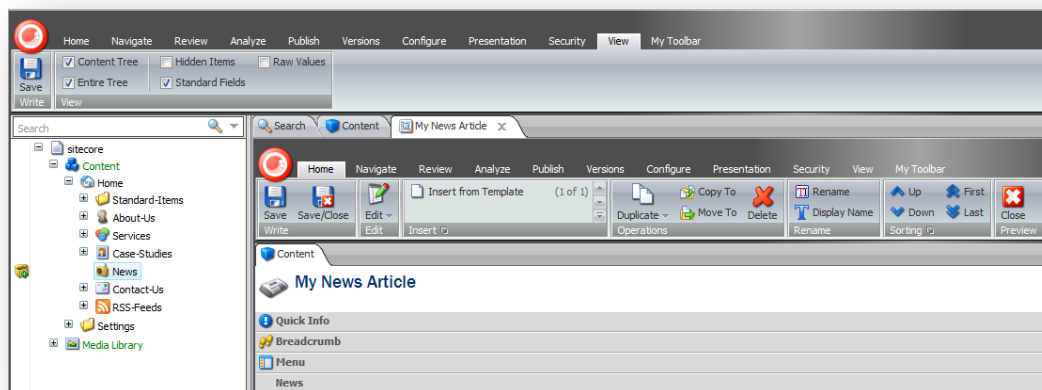 Home Navigate Review Analyze Publish Versions Configure Presentation Security View My Toolbar
Save
Content Tree Hidden Items Raw Values
Entire Tree Standard Fields
Write View
Search
sitecore
Content
Home
Standard-Items
About-Us
Services
Case-Studies
News
Contact-Us
RSS-Feeds
Settings
Media Library
Search Content My News Article
Home Navigate Review Analyze Publish Versions Configure Presentation Security View My Toolbar
Save Save/Close Edit Insert from Template (1 of 1) Duplicate Copy To Move To Delete Rename Display Name Up Down First Last Close
Write Edit Insert Operations Rename Sorting Preview
Content
My News Article
Quick Info
Breadcrumb
Menu
News